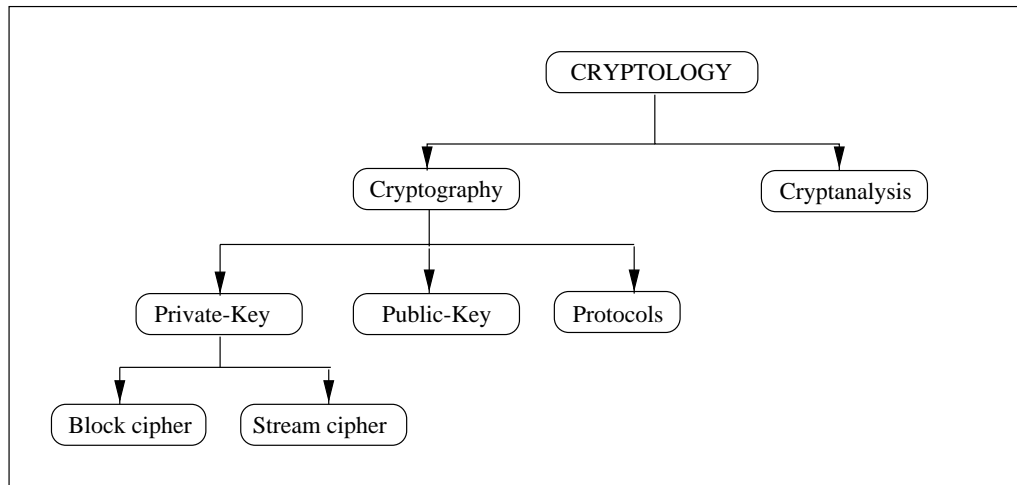 CRYPTOLOGY
Cryptography
Cryptanalysis
Private-Key
Public-Key
Protocols
Block cipher
Stream cipher